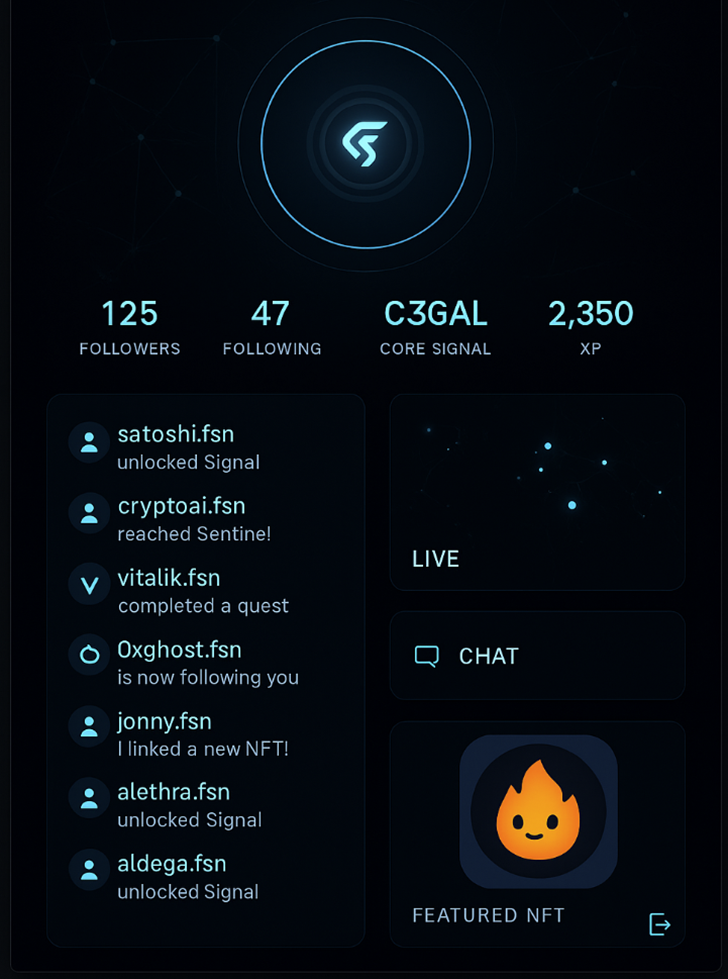 125
FOLLOWERS
47
FOLLOWING
C3GAL
CORE SIGNAL
2,350
XP
satoshi.fsn
unlocked Signal
cryptoai.fsn
reached Sentine!
vitalik.fsn
completed a quest
0xghost.fsn
is now following you
jonny.fsn
I linked a new NFT!
alethra.fsn
unlocked Signal
aldega.fsn
unlocked Signal
LIVE
CHAT
FEATURED NFT